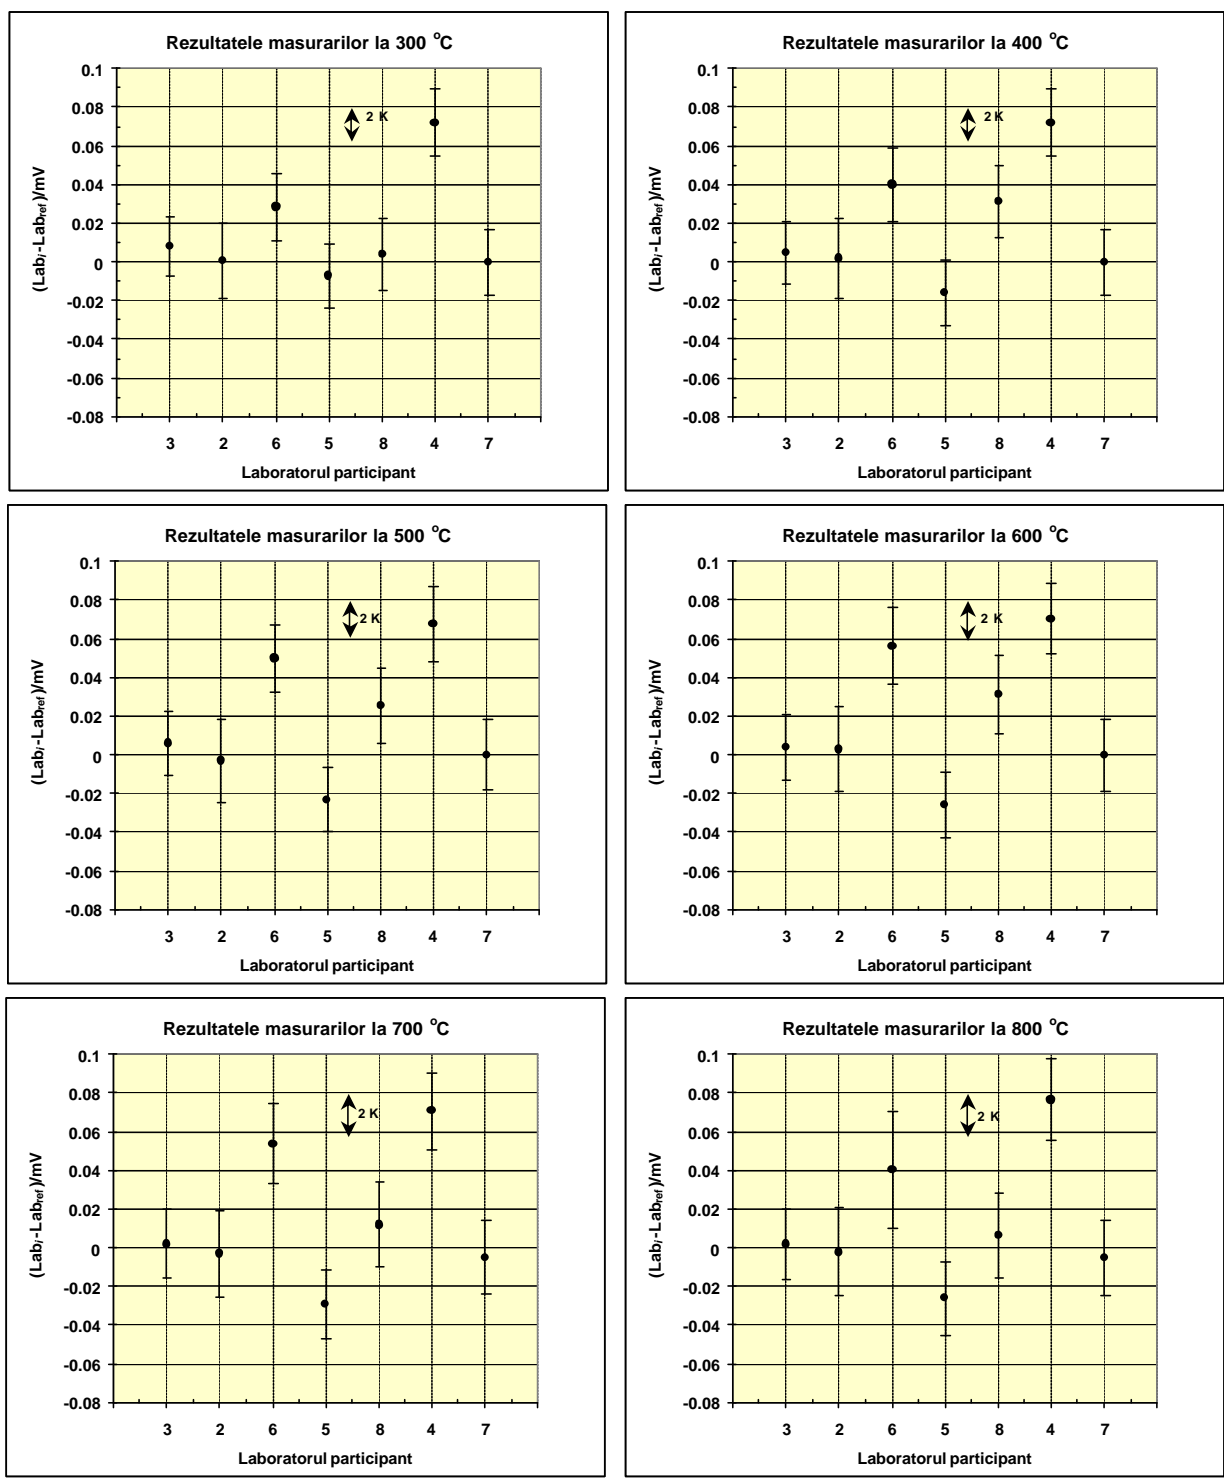 Rezultatele masurarilor la 300 °C
(Labi-Labref)/mV
0.1
0.08
0.06
0.04
0.02
0
-0.02
-0.04
-0.06
-0.08
2 K
3 2 6 5 8 4 7
Laboratorul participant
Rezultatele masurarilor la 400 °C
(Labi-Labref)/mV
0.1
0.08
0.06
0.04
0.02
0
-0.02
-0.04
-0.06
-0.08
2 K
3 2 6 5 8 4 7
Laboratorul participant
Rezultatele masurarilor la 500 °C
(Labi-Labref)/mV
0.1
0.08
0.06
0.04
0.02
0
-0.02
-0.04
-0.06
-0.08
2 K
3 2 6 5 8 4 7
Laboratorul participant
Rezultatele masurarilor la 600 °C
(Labi-Labref)/mV
0.1
0.08
0.06
0.04
0.02
0
-0.02
-0.04
-0.06
-0.08
2 K
3 2 6 5 8 4 7
Laboratorul participant
Rezultatele masurarilor la 700 °C
(Labi-Labref)/mV
0.1
0.08
0.06
0.04
0.02
0
-0.02
-0.04
-0.06
-0.08
2 K
3 2 6 5 8 4 7
Laboratorul participant
Rezultatele masurarilor la 800 °C
(Labi-Labref)/mV
0.1
0.08
0.06
0.04
0.02
0
-0.02
-0.04
-0.06
-0.08
2 K
3 2 6 5 8 4 7
Laboratorul participant